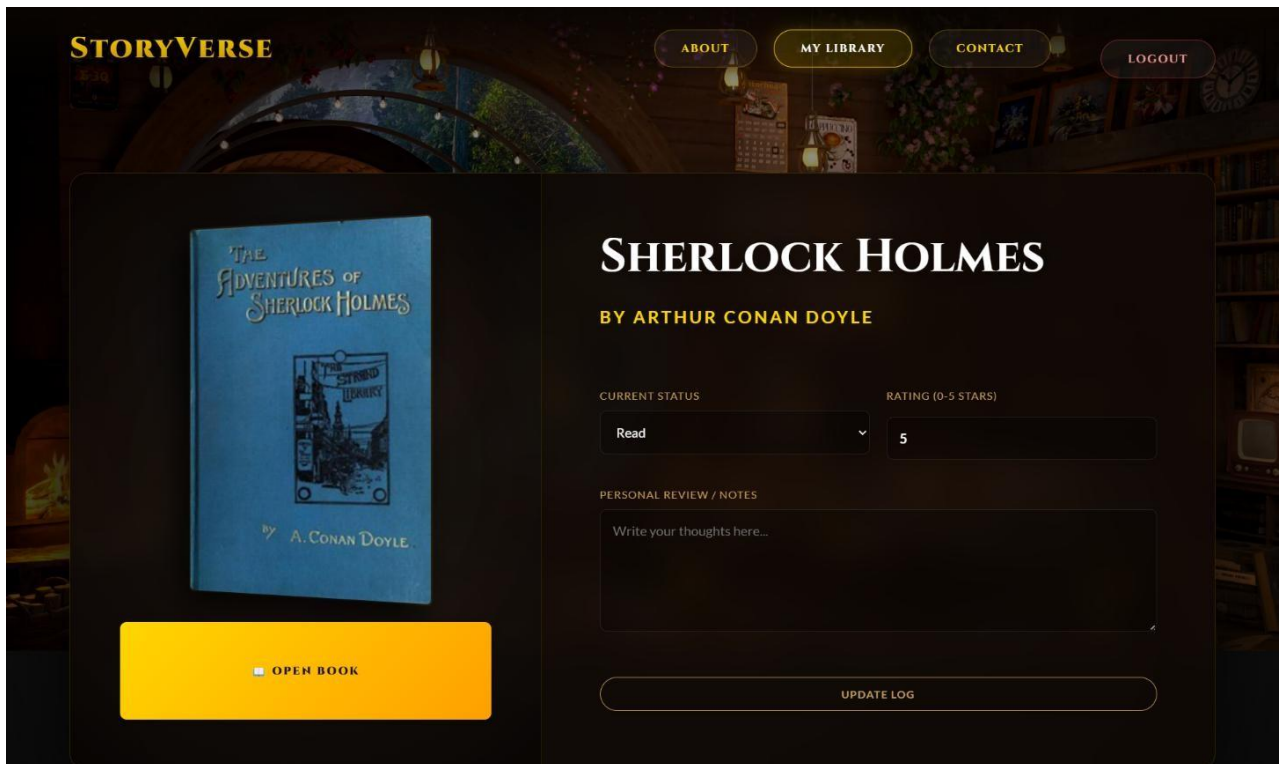 STORYVERSE
ABOUT
MY LIBRARY
CONTACT
LOGOUT
THE
ADVENTURES OF
SHERLOCK HOLMES
THE
STRAND
LIBRARY
BY A. CONAN DOYLE
📖 OPEN BOOK
SHERLOCK HOLMES
BY ARTHUR CONAN DOYLE
CURRENT STATUS
RATING (0-5 STARS)
Read
5
PERSONAL REVIEW / NOTES
Write your thoughts here...
UPDATE LOG